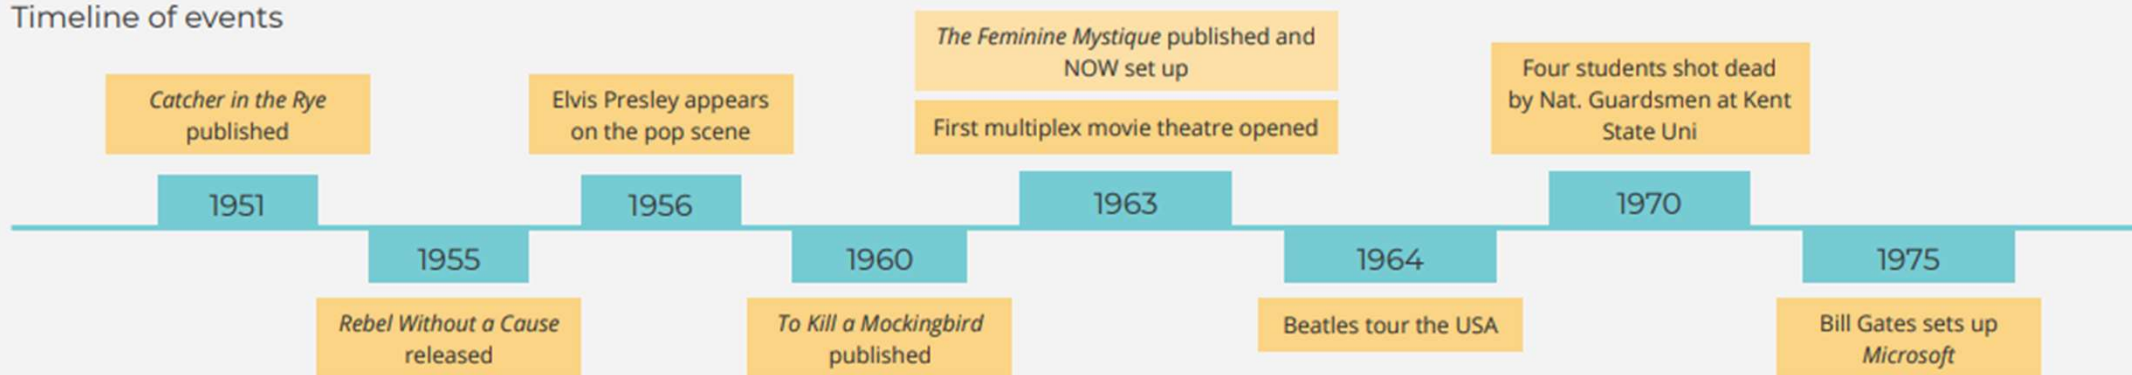 Timeline of events
Catcher in the Rye
published
1951
1955
Rebel Without a Cause
released
Elvis Presley appears
on the pop scene
1956
1960
To Kill a Mockingbird
published
The Feminine Mystique published and
NOW set up
First multiplex movie theatre opened
1963
1964
Beatles tour the USA
Four students shot dead
by Nat. Guardsmen at Kent
State Uni
1970
1975
Bill Gates sets up
Microsoft